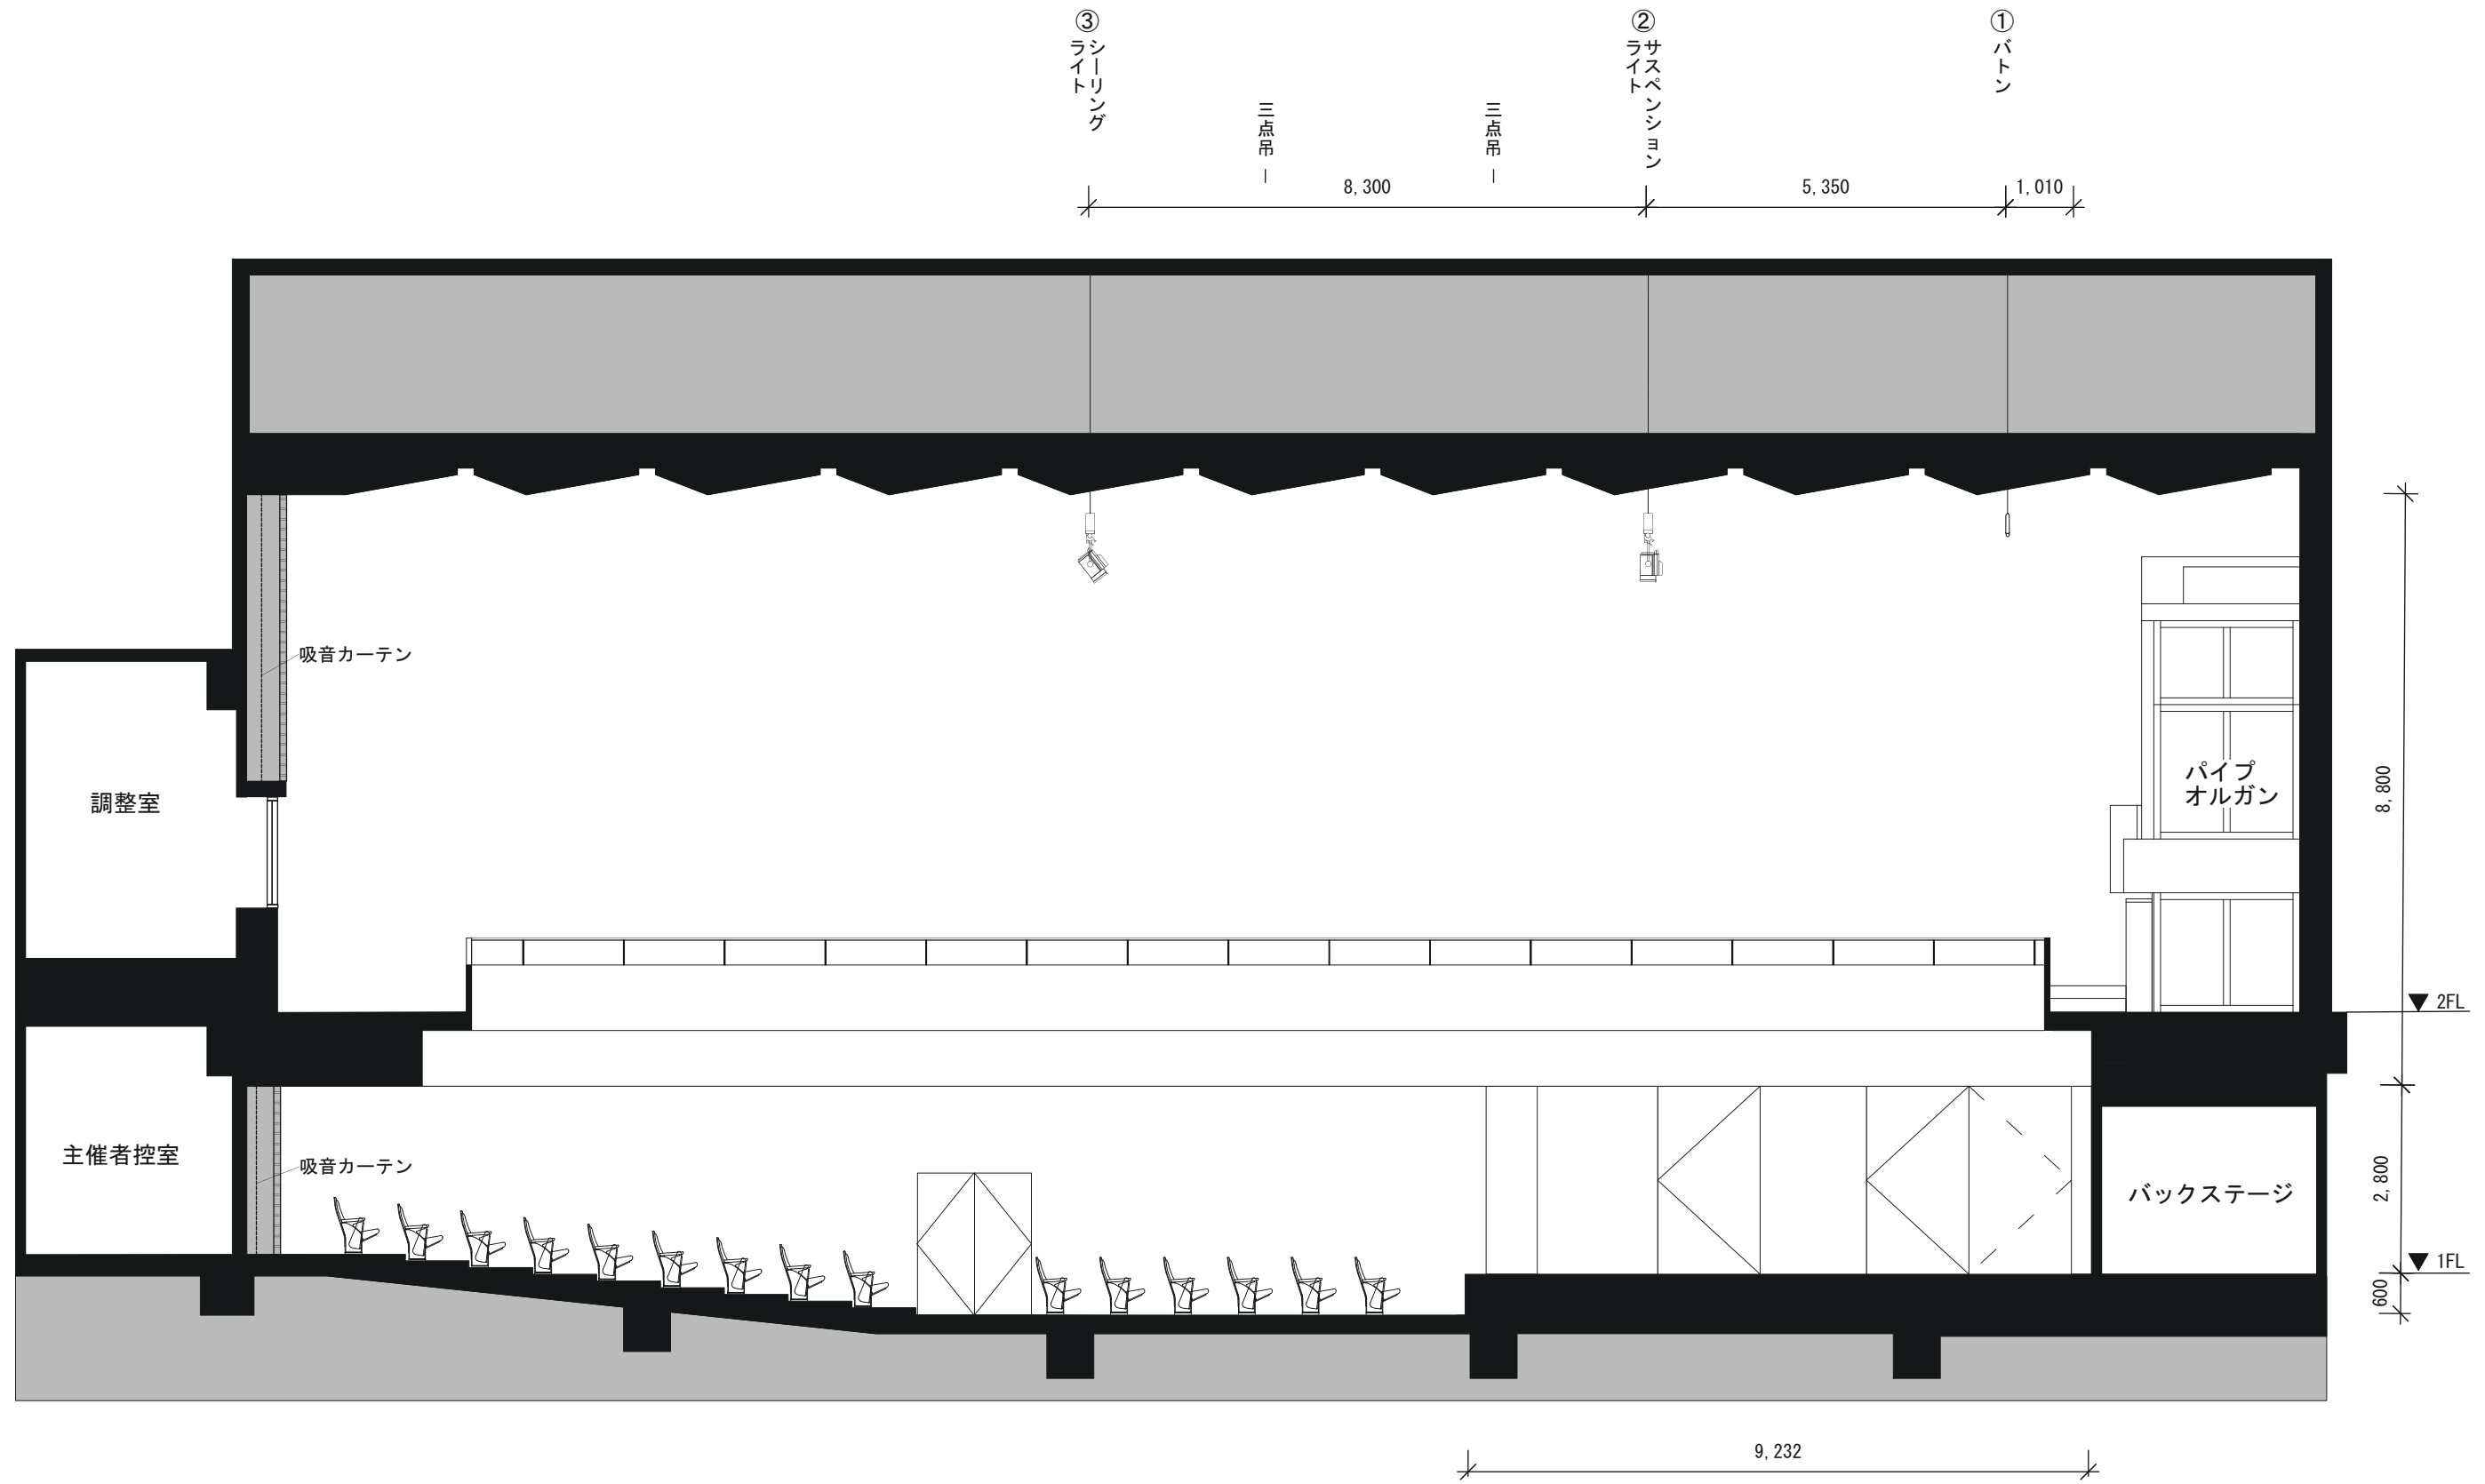 ③
シーリング
ライト
三点吊
三点吊
②
サスペンション
ライト
①
バトン
8,300
5,350
1,010
吸音カーテン
調整室
パイプ
オルガン
8,800
2FL
主催者控室
吸音カーテン
バックステージ
2,800
1FL
600
9,232